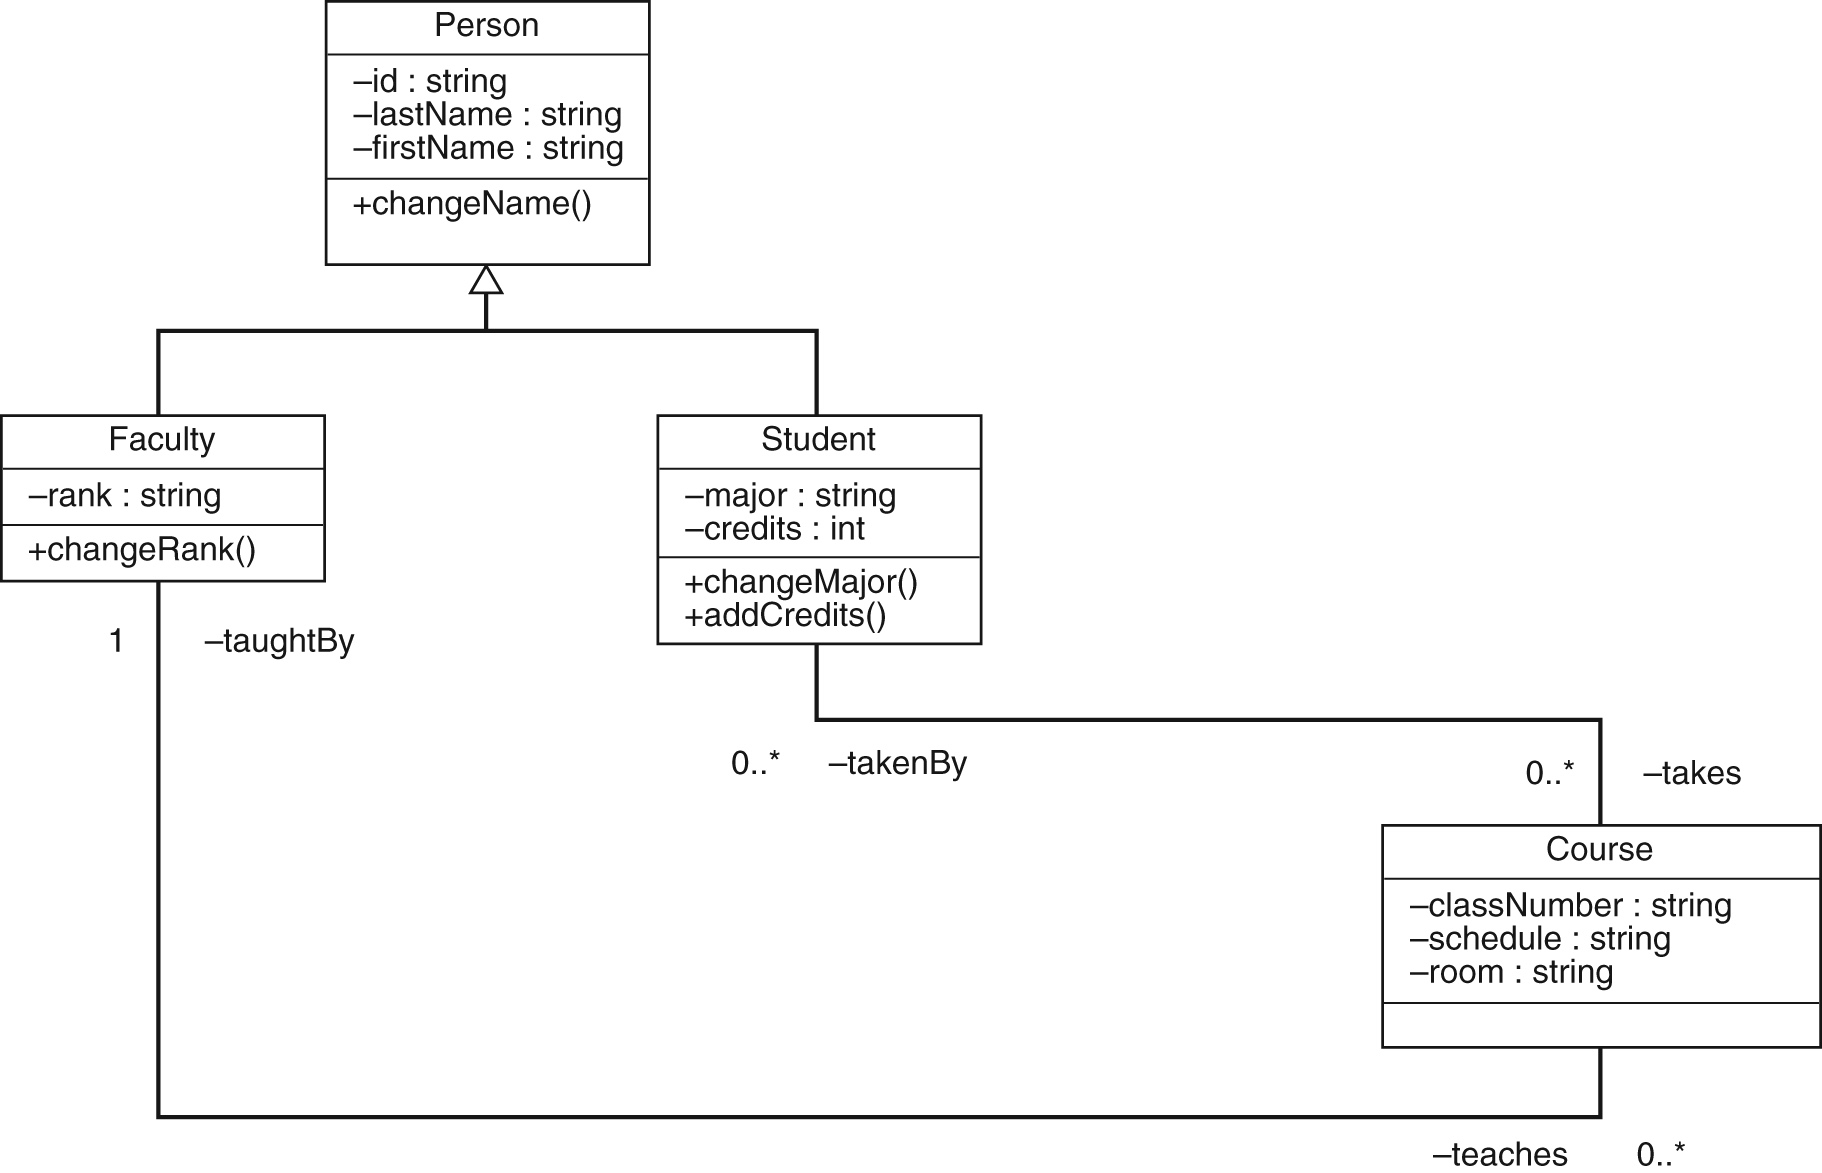 Person
–id : string
–lastName : string
–firstName : string
+changeName()
Faculty
–rank : string
+changeRank()
Student
–major : string
–credits : int
+changeMajor()
+addCredits()
1 –taughtBy
0..* –takenBy
0..* –takes
Course
–classNumber : string
–schedule : string
–room : string
–teaches 0..*